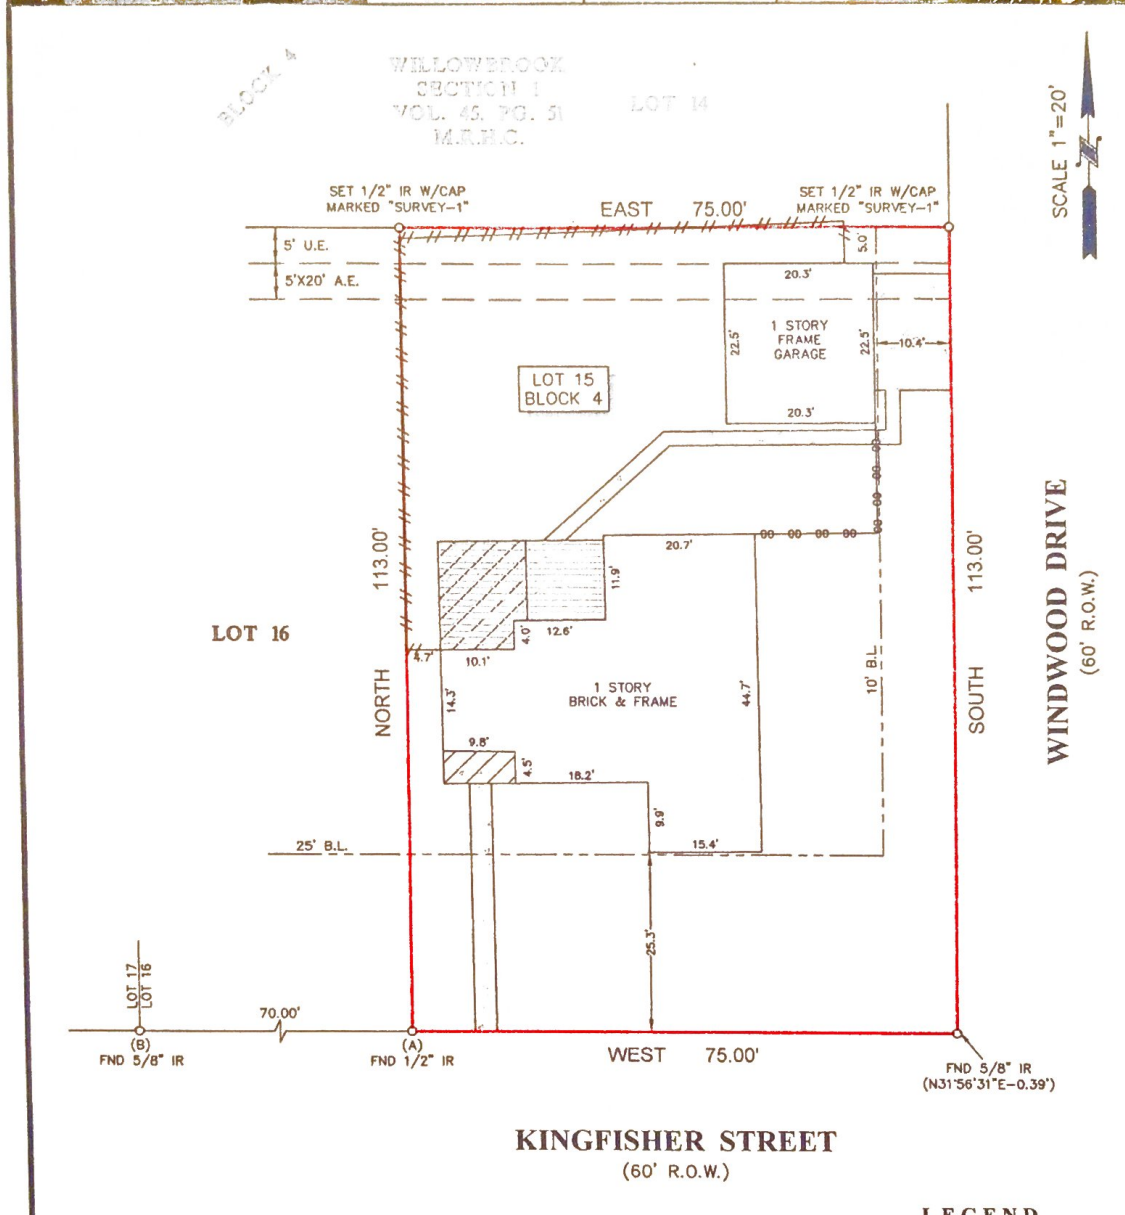 BLOCK 4
WILLOWBROOK
SECTION 1
VOL. 45, PG. 51
M.R.H.C.
LOT 14
SCALE 1"=20'
SET 1/2" IR W/CAP
MARKED "SURVEY-1"
EAST 75.00'
SET 1/2" IR W/CAP
MARKED "SURVEY-1"
5' U.E.
5'X20' A.E.
5.0'
20.3'
1 STORY
FRAME
GARAGE
22.5'
22.5'
10.4'
20.3'
LOT 15
BLOCK 4
NORTH 113.00'
SOUTH 113.00'
WINDWOOD DRIVE
(60' R.O.W.)
LOT 16
20.7'
11.9'
12.6'
4.0'
4.7'
10.1'
14.3'
1 STORY
BRICK & FRAME
44.7'
10' B.L.
9.8'
4.5'
18.2'
9.9'
15.4'
25' B.L.
25.3'
LOT 17
LOT 16
70.00'
(B)
FND 5/8" IR
(A)
FND 1/2" IR
WEST 75.00'
FND 5/8" IR
(N31°56'31"E-0.39')
KINGFISHER STREET
(60' R.O.W.)
LEGEND